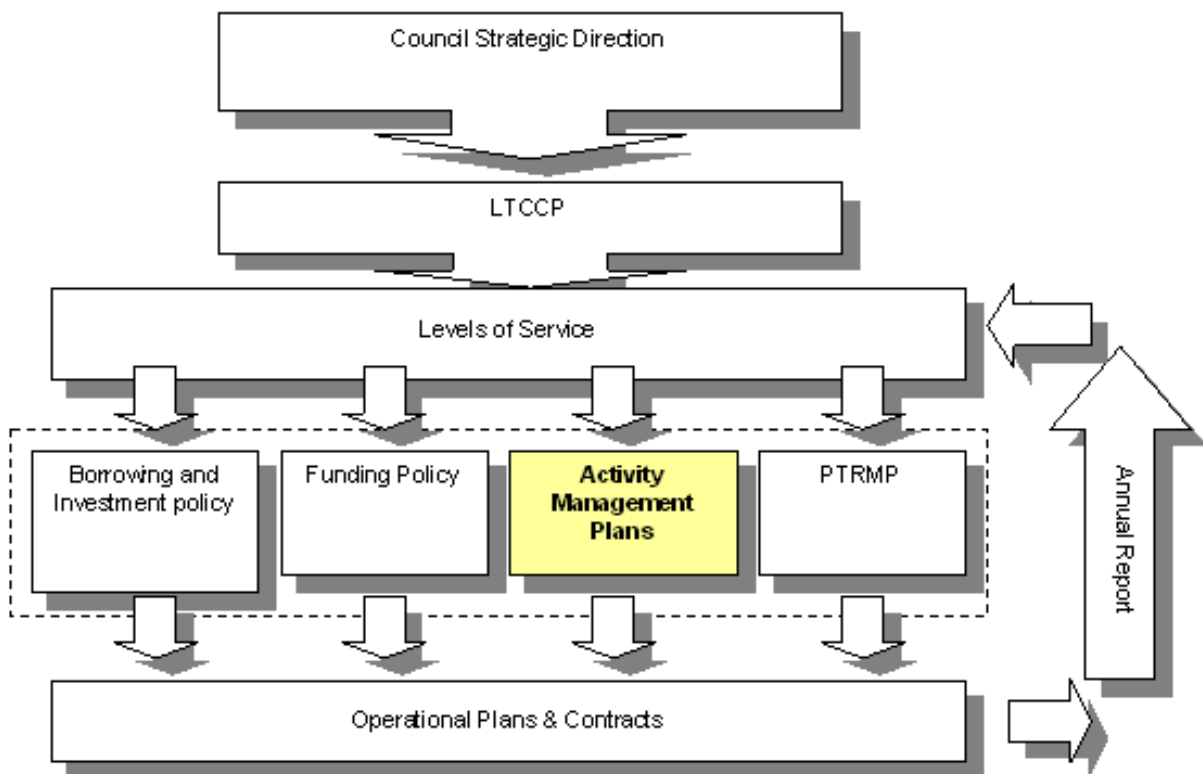 Council Strategic Direction
LTCCP
Levels of Service
Borrowing and
Investment policy
Funding Policy
Activity
Management
Plans
PTRMP
Annual Report
Operational Plans & Contracts